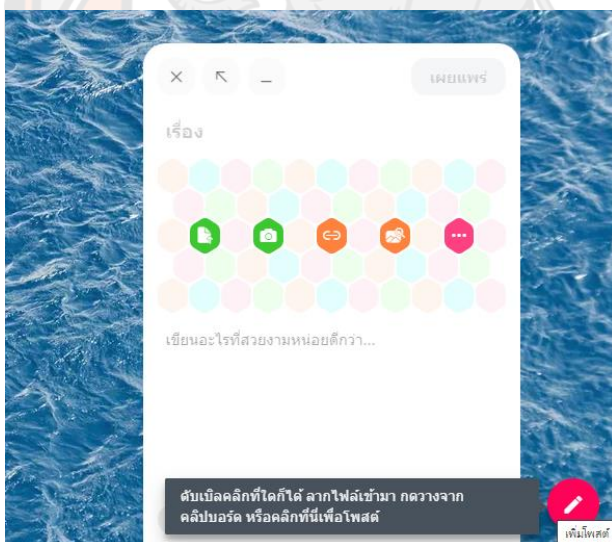 เผยแพร่
เรื่อง
เขียนอะไรที่สวยงามหน่อยดีกว่า...
ดับเบิลคลิกที่ใดก็ได้ ลากไฟล์เข้ามา กดวางจาก
คลิปบอร์ด หรือคลิกที่นี่เพื่อโพสต์
เพิ่มโพสต์